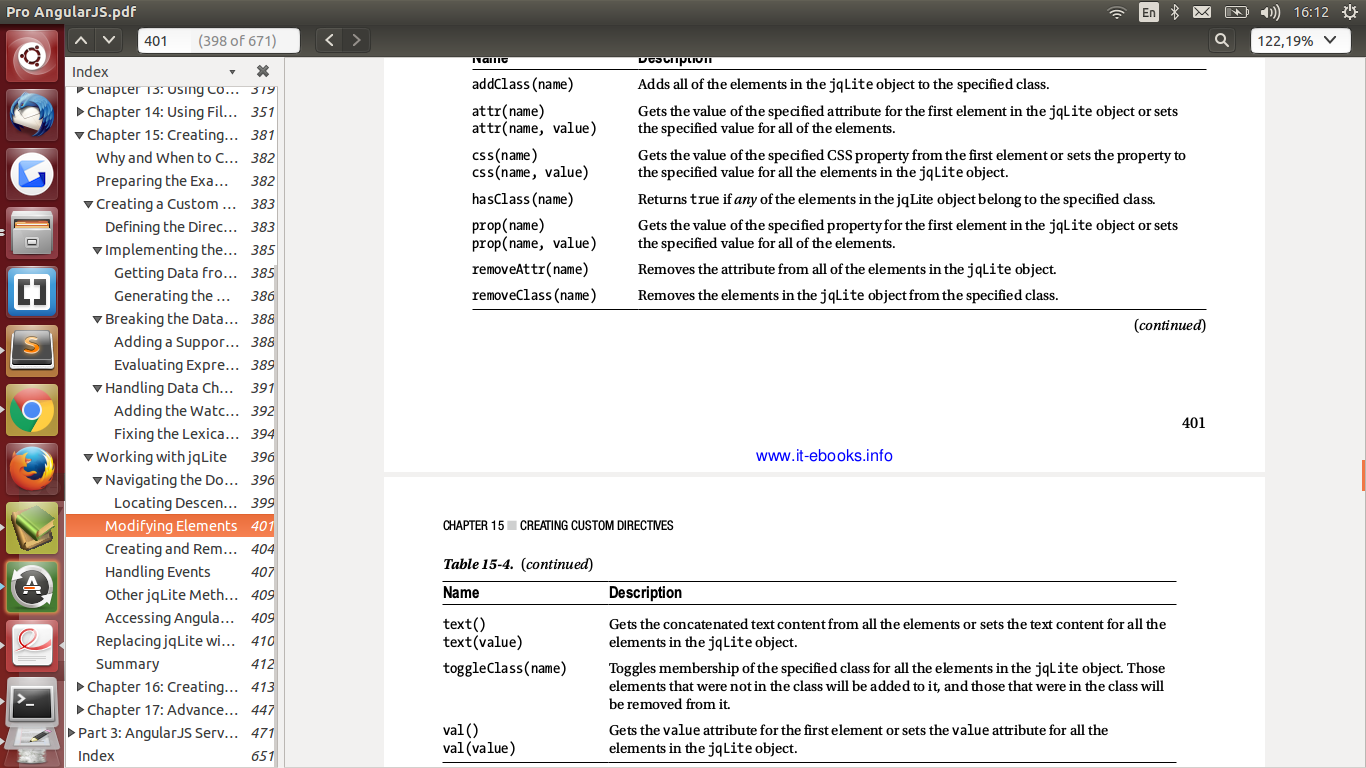 Pro AngularJS.pdf
En
16:12
401 (398 of 671)
122,19%
Index
Chapter 13: Using Co... 319
Chapter 14: Using Fil... 351
Chapter 15: Creating... 381
Why and When to C... 382
Preparing the Exa... 382
Creating a Custom ... 383
Defining the Direc... 383
Implementing the... 385
Getting Data fro... 385
Generating the ... 386
Breaking the Data... 388
Adding a Suppor... 388
Evaluating Expre... 389
Handling Data Ch... 391
Adding the Watc... 392
Fixing the Lexica... 394
Working with jqLite 396
Navigating the Do... 396
Locating Descen... 399
Modifying Elements 401
Creating and Rem... 404
Handling Events 407
Other jqLite Meth... 409
Accessing Angula... 409
Replacing jqLite wi... 410
Summary 412
Chapter 16: Creating... 413
Chapter 17: Advance... 447
Part 3: AngularJS Serv... 471
Index 651
Name Description
addClass(name) Adds all of the elements in the jqLite object to the specified class.
attr(name) Gets the value of the specified attribute for the first element in the jqLite object or sets
attr(name, value) the specified value for all of the elements.
css(name) Gets the value of the specified CSS property from the first element or sets the property to
css(name, value) the specified value for all the elements in the jqLite object.
hasClass(name) Returns true if any of the elements in the jqLite object belong to the specified class.
prop(name) Gets the value of the specified property for the first element in the jqLite object or sets
prop(name, value) the specified value for all of the elements.
removeAttr(name) Removes the attribute from all of the elements in the jqLite object.
removeClass(name) Removes the elements in the jqLite object from the specified class.
(continued)
401
www.it-ebooks.info
CHAPTER 15 ■ CREATING CUSTOM DIRECTIVES
Table 15-4. (continued)
Name Description
text() Gets the concatenated text content from all the elements or sets the text content for all the
text(value) elements in the jqLite object.
toggleClass(name) Toggles membership of the specified class for all the elements in the jqLite object. Those
elements that were not in the class will be added to it, and those that were in the class will
be removed from it.
val() Gets the value attribute for the first element or sets the value attribute for all the
val(value) elements in the jqLite object.